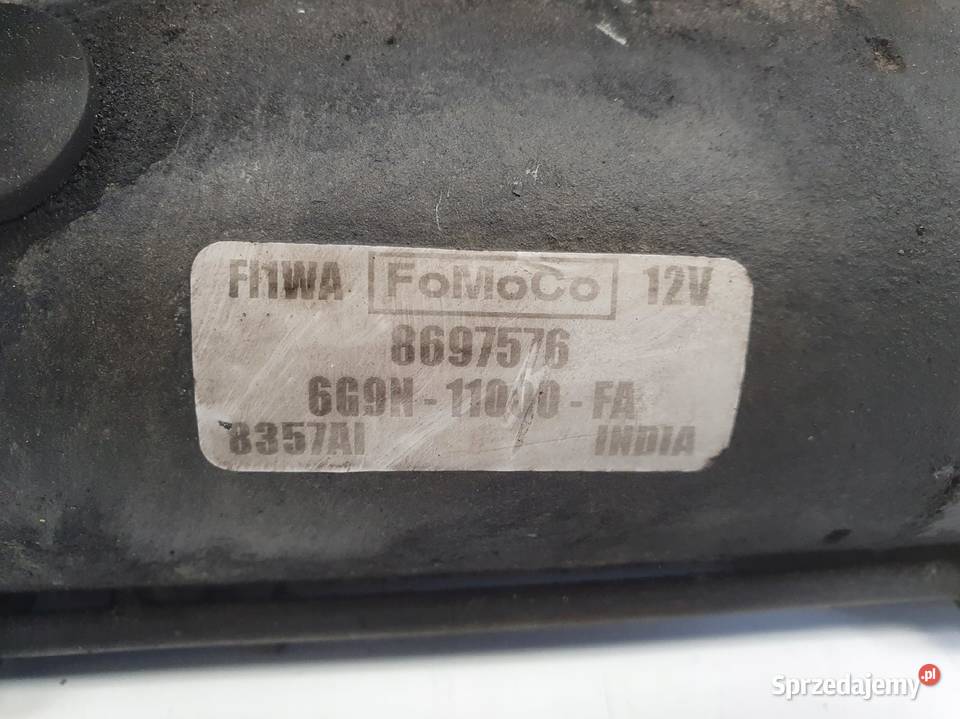 FI1WA FoMoCo 12V
8697576
6G9N-11000-FA
8357AI INDIA
Sprzedajemy.pl